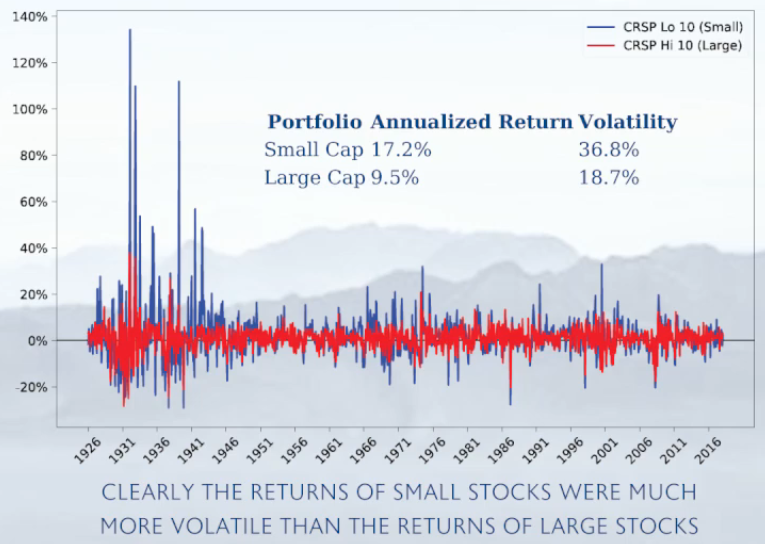 140%
120%
100%
80%
60%
40%
20%
0%
-20%
CRSP Lo 10 (Small)
CRSP Hi 10 (Large)
Portfolio Annualized Return Volatility
Small Cap 17.2% 36.8%
Large Cap 9.5% 18.7%
1926 1931 1936 1941 1946 1951 1956 1961 1966 1971 1976 1981 1986 1991 1996 2001 2006 2011 2016
CLEARLY THE RETURNS OF SMALL STOCKS WERE MUCH
MORE VOLATILE THAN THE RETURNS OF LARGE STOCKS